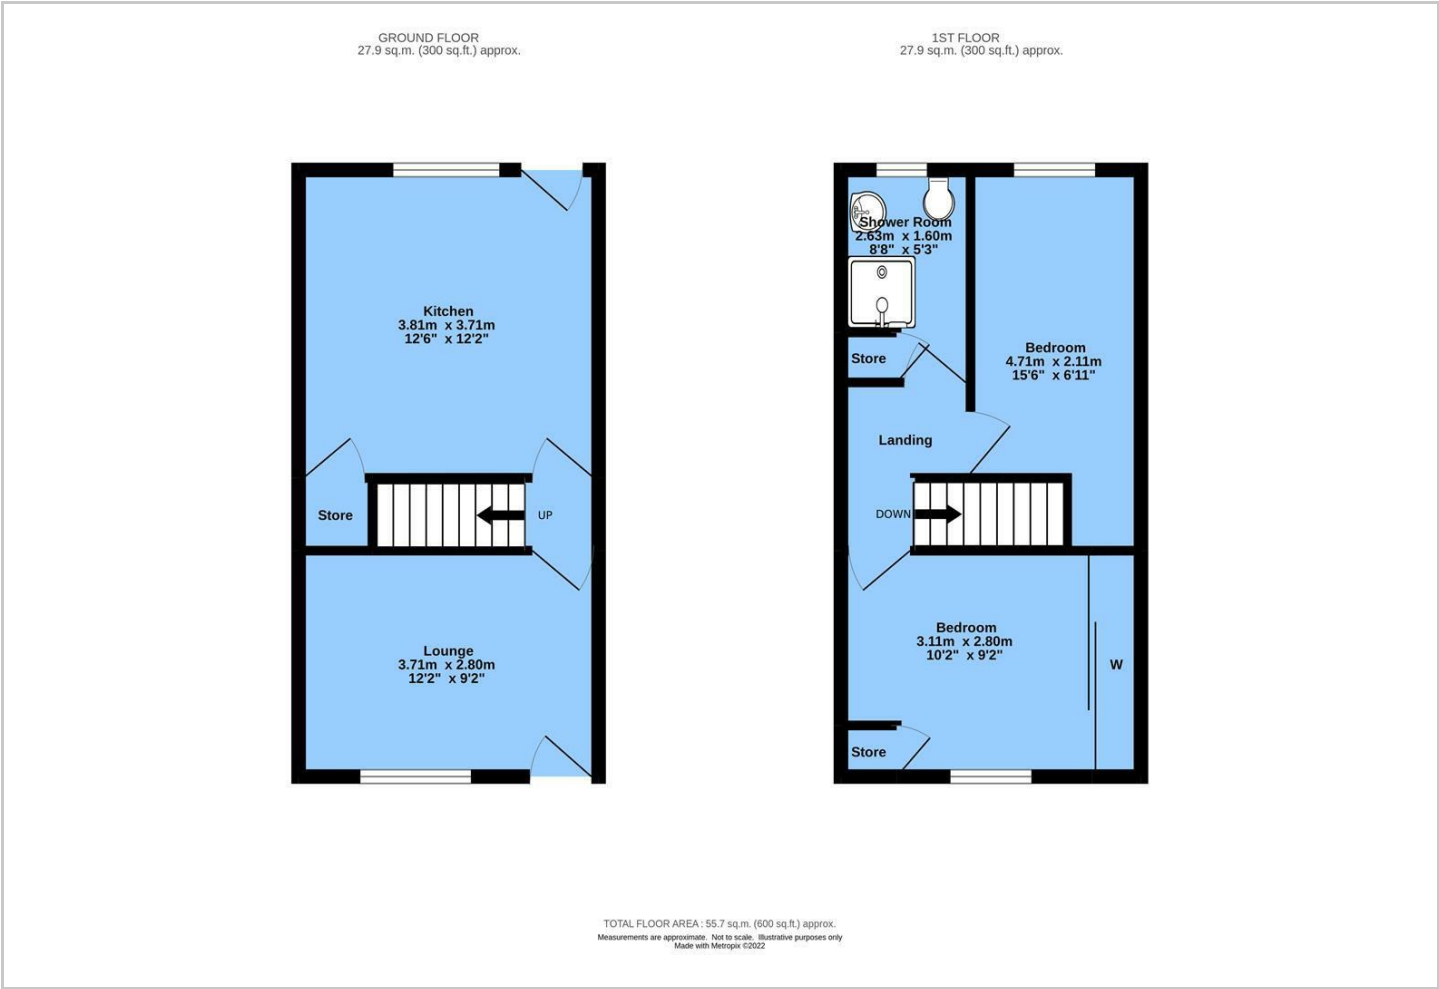 GROUND FLOOR
27.9 sq.m. (300 sq.ft.) approx.
1ST FLOOR
27.9 sq.m. (300 sq.ft.) approx.
Kitchen
3.81m x 3.71m
12'6" x 12'2"
Store
UP
Lounge
3.71m x 2.80m
12'2" x 9'2"
Shower Room
2.63m x 1.60m
8'8" x 5'3"
Store
Bedroom
4.71m x 2.11m
15'6" x 6'11"
Landing
DOWN
Bedroom
3.11m x 2.80m
10'2" x 9'2"
W
Store
TOTAL FLOOR AREA : 55.7 sq.m. (600 sq.ft.) approx.
Measurements are approximate. Not to scale. Illustrative purposes only
Made with Metropix ©2022